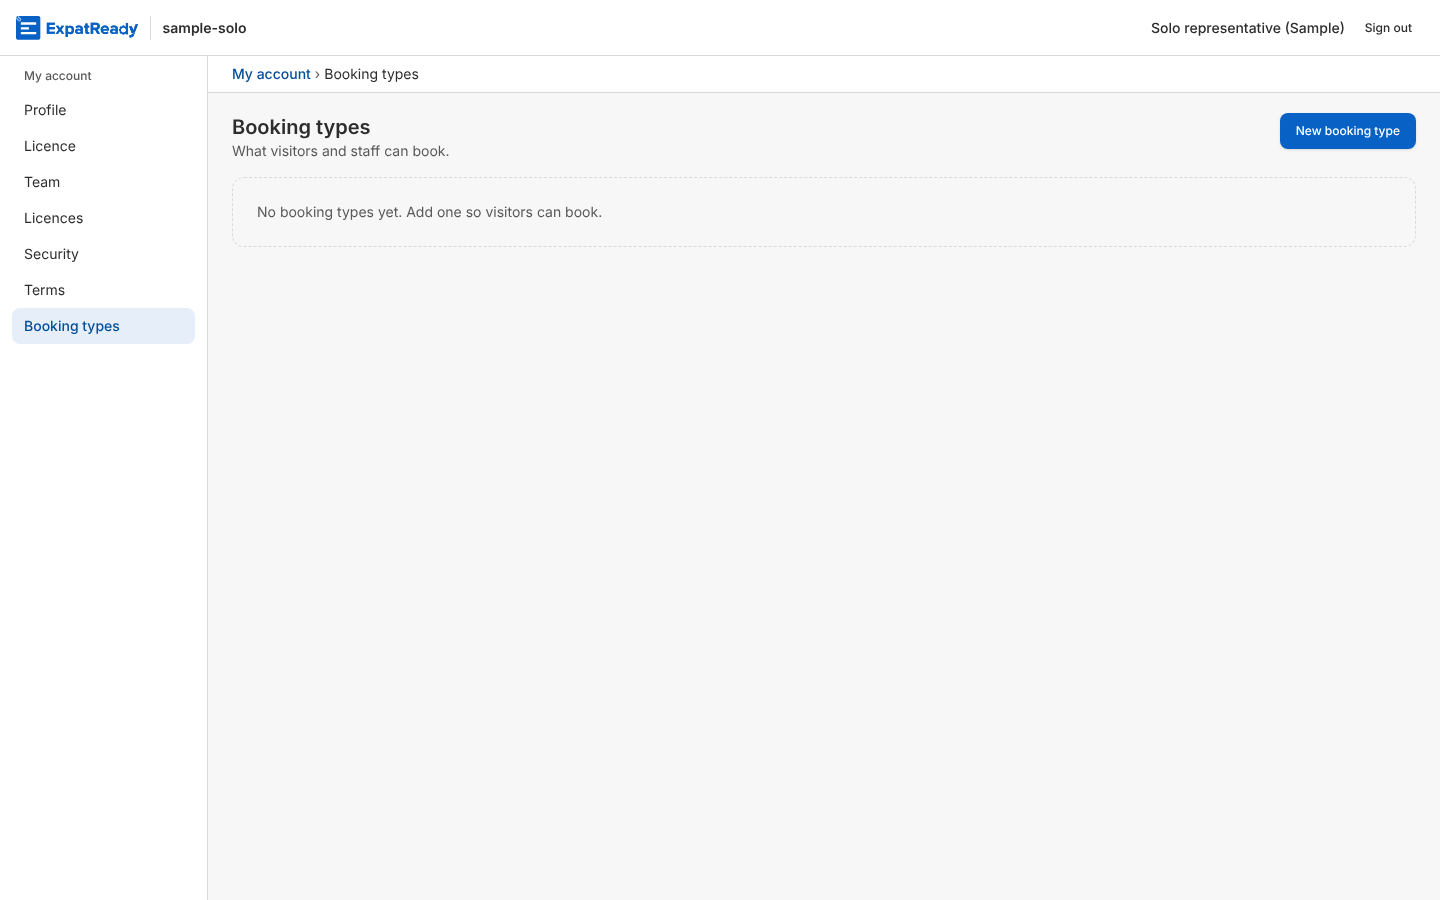 ExpatReady
sample-solo
Solo representative (Sample)
Sign out
My account
Profile
Licence
Team
Licences
Security
Terms
Booking types
My account › Booking types
Booking types
What visitors and staff can book.
New booking type
No booking types yet. Add one so visitors can book.